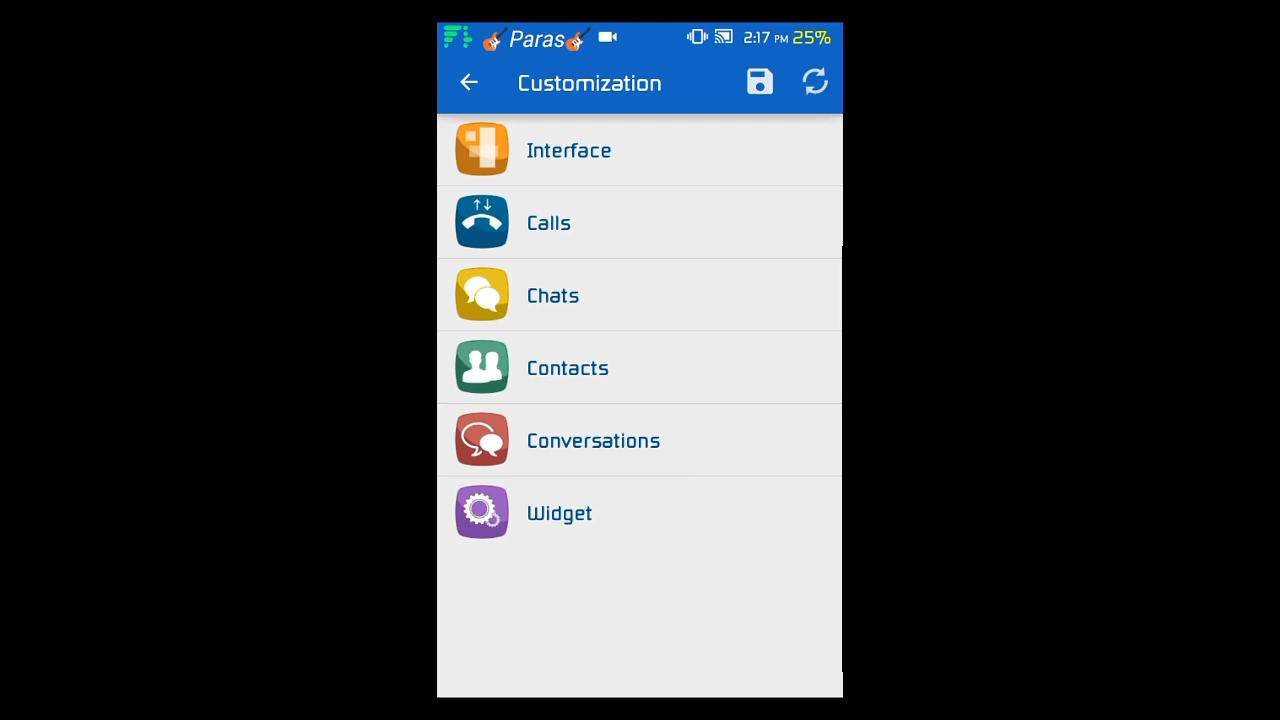 Paras 2:17 PM 25%
Customization
Interface
Calls
Chats
Contacts
Conversations
Widget